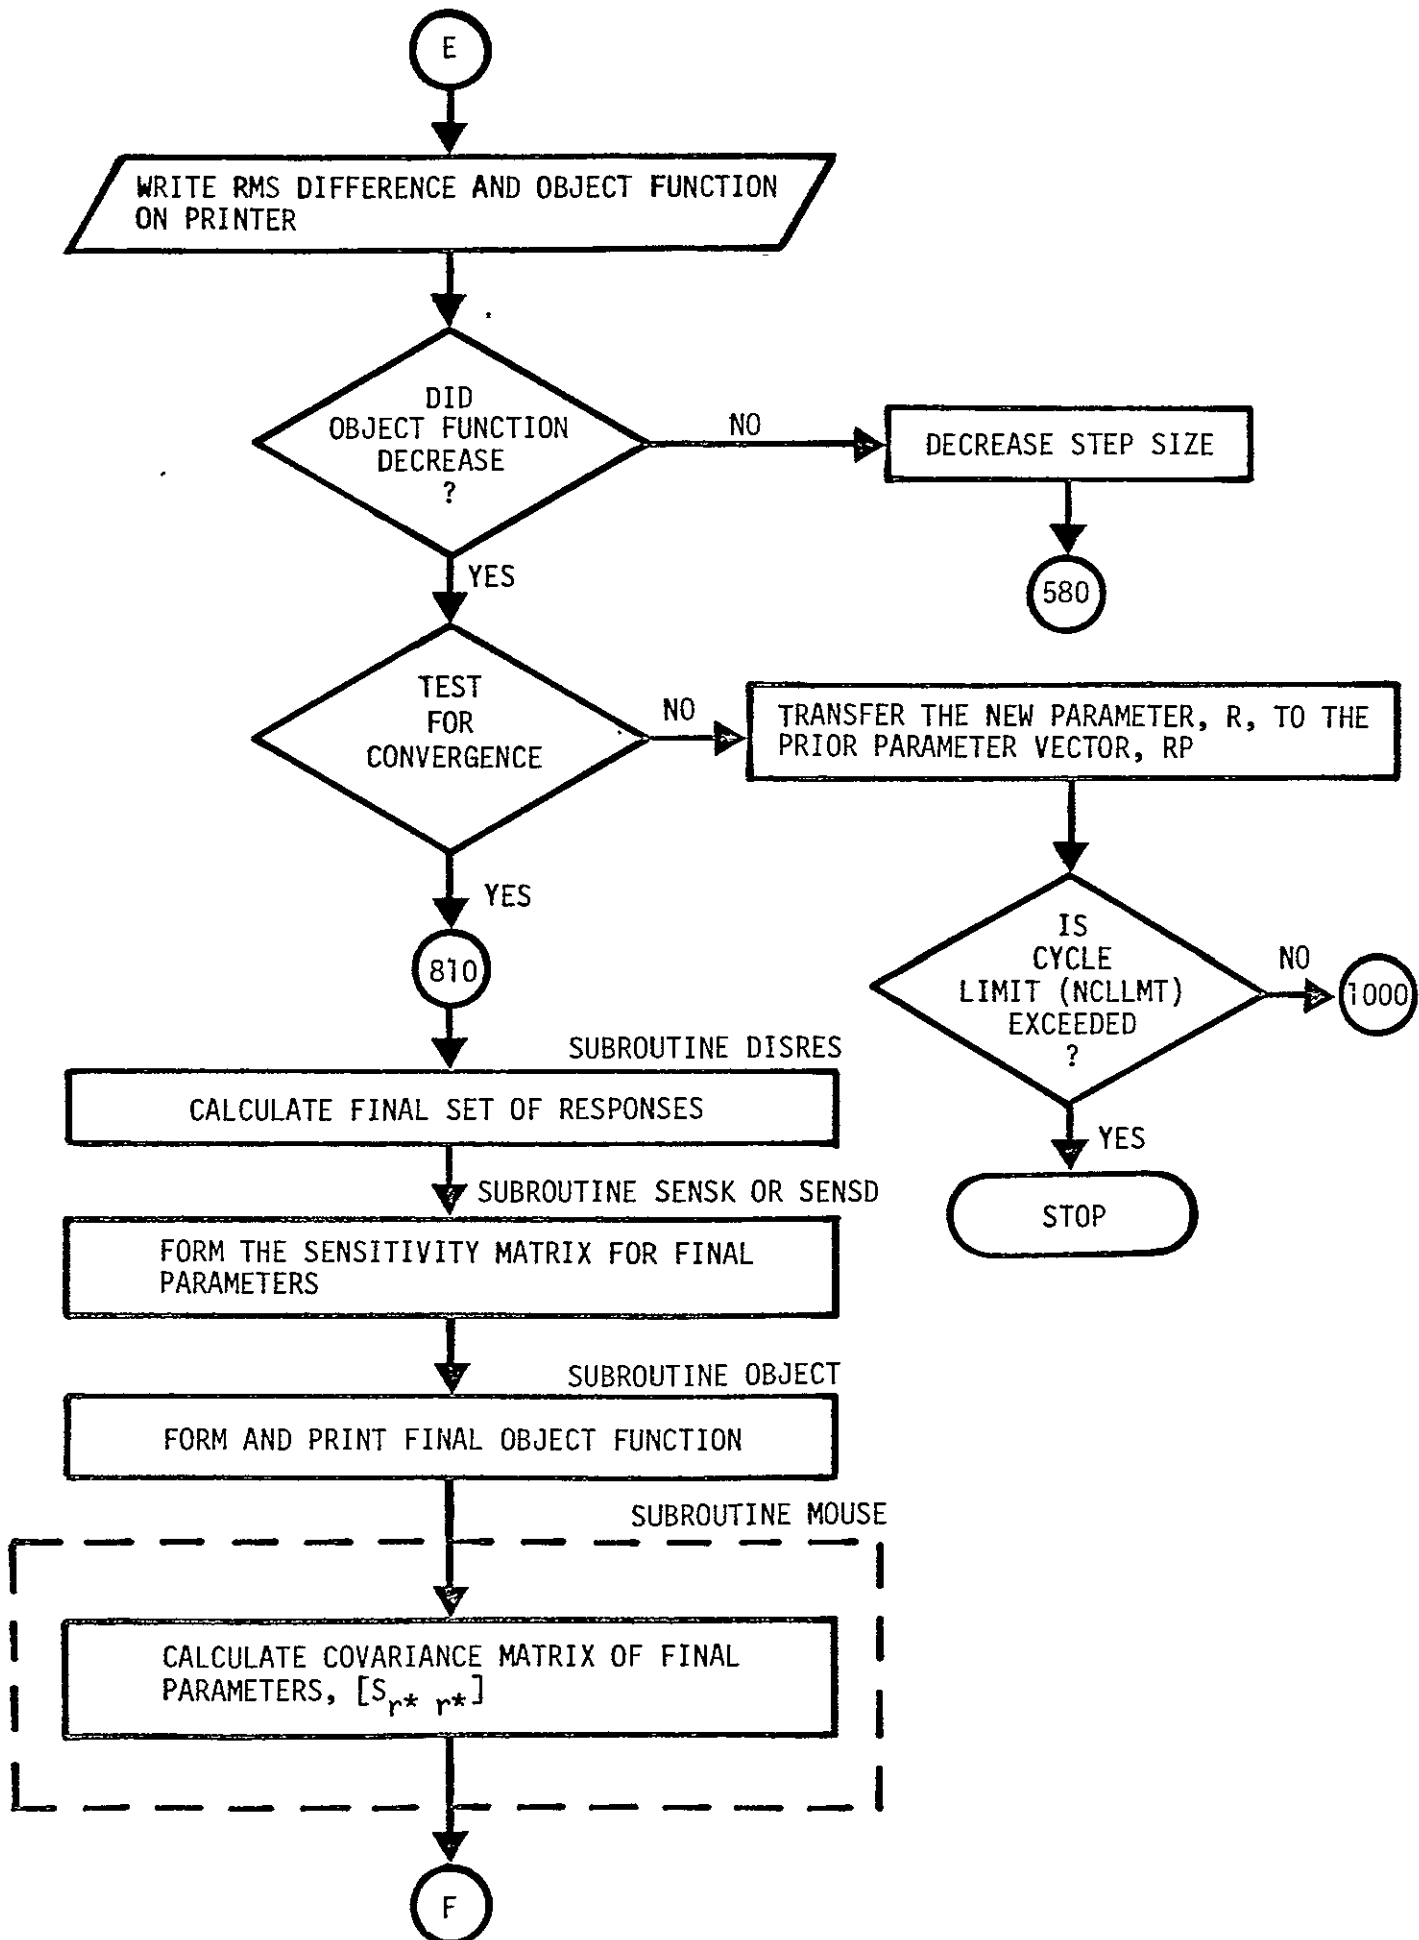 E
WRITE RMS DIFFERENCE AND OBJECT FUNCTION
ON PRINTER
DID
OBJECT FUNCTION
DECREASE
?
NO
DECREASE STEP SIZE
580
YES
TEST
FOR
CONVERGENCE
NO
TRANSFER THE NEW PARAMETER, R, TO THE
PRIOR PARAMETER VECTOR, RP
IS
CYCLE
LIMIT (NCLLMT)
EXCEEDED
?
NO
1000
YES
STOP
YES
810
SUBROUTINE DISRES
CALCULATE FINAL SET OF RESPONSES
SUBROUTINE SENSK OR SENSD
FORM THE SENSITIVITY MATRIX FOR FINAL
PARAMETERS
SUBROUTINE OBJECT
FORM AND PRINT FINAL OBJECT FUNCTION
SUBROUTINE MOUSE
CALCULATE COVARIANCE MATRIX OF FINAL
PARAMETERS, [Sr* r*]
F